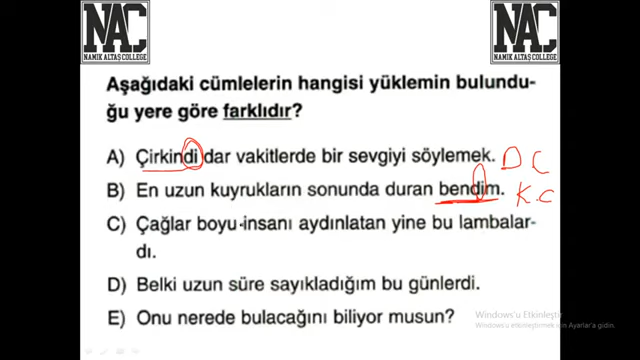 NAC NAC
NAMIK ALTAŞ COLLEGE NAMIK ALTAŞ COLLEGE
Aşağıdaki cümlelerin hangisi yüklemin bulundu-
ğu yere göre farklıdır?
A) Çirkindi dar vakitlerde bir sevgiyi söylemek. D C
B) En uzun kuyrukların sonunda duran bendim. K.C
C) Çağlar boyu insanı aydınlatan yine bu lambalar-
dı.
D) Belki uzun süre sayıkladığım bu günlerdi.
E) Onu nerede bulacağını biliyor musun?
Windows'u Etkinleştir
Windows'u etkinleştirmek için Ayarlar'a gidin.